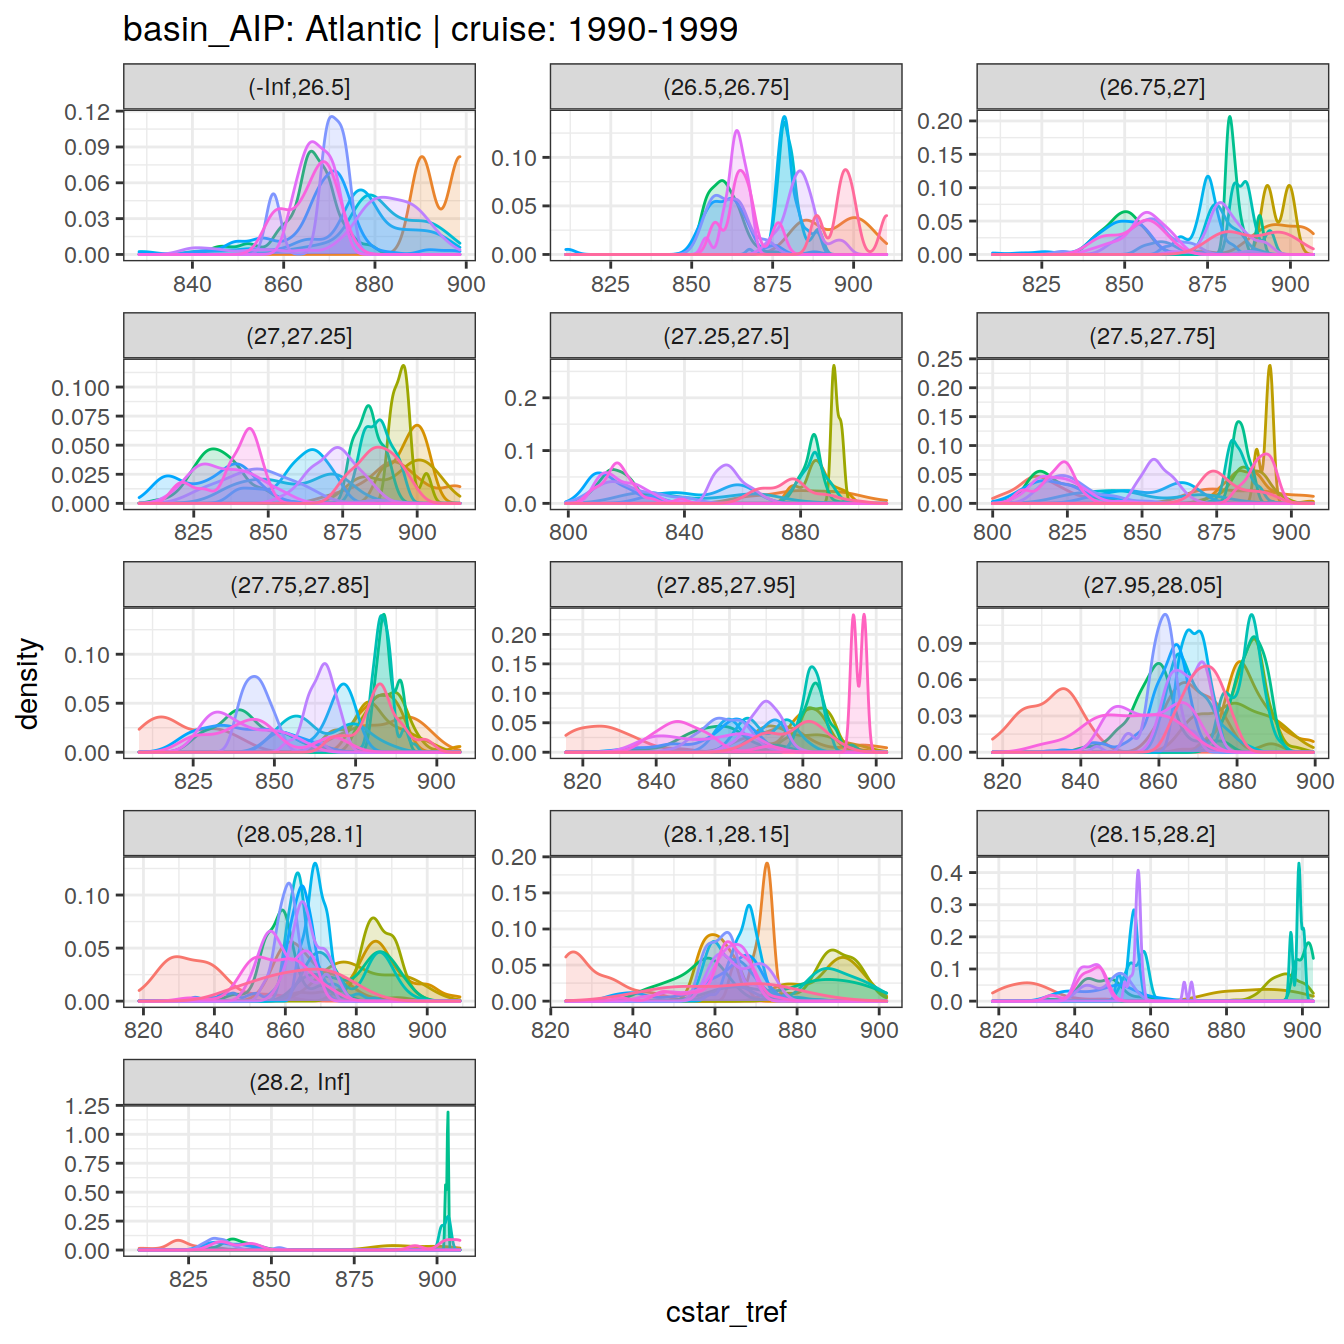 basin_AIP: Atlantic | cruise: 1990-1999
(-Inf,26.5] (26.5,26.75] (26.75,27]
0.12 0.09 0.06 0.03 0.00
0.10 0.05 0.00
0.20 0.15 0.10 0.05 0.00
840 860 880 900 825 850 875 900 825 850 875 900
(27,27.25] (27.25,27.5] (27.5,27.75]
0.100 0.075 0.050 0.025 0.000
0.2 0.1 0.0
0.25 0.20 0.15 0.10 0.05 0.00
825 850 875 900 800 840 880 800 825 850 875 900
(27.75,27.85] (27.85,27.95] (27.95,28.05]
0.10 0.05 0.00
0.20 0.15 0.10 0.05 0.00
0.09 0.06 0.03 0.00
825 850 875 900 820 840 860 880 900 820 840 860 880 900
density
(28.05,28.1] (28.1,28.15] (28.15,28.2]
0.10 0.05 0.00
0.20 0.15 0.10 0.05 0.00
0.4 0.3 0.2 0.1 0.0
820 840 860 880 900 820 840 860 880 900 820 840 860 880 900
(28.2, Inf]
1.25 1.00 0.75 0.50 0.25 0.00
825 850 875 900
cstar_tref